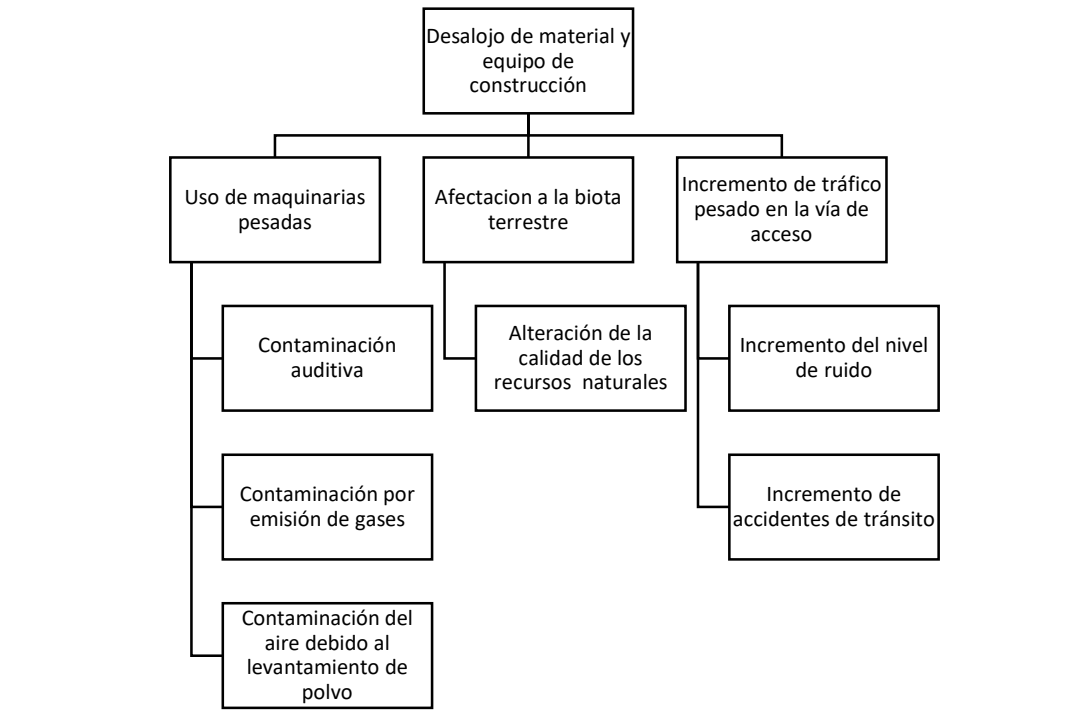 Desalojo de material y
equipo de
construcción
Uso de maquinarias
pesadas
Afectacion a la biota
terrestre
Incremento de tráfico
pesado en la vía de
acceso
Contaminación
auditiva
Alteración de la
calidad de los
recursos  naturales
Incremento del nivel
de ruido
Contaminación por
emisión de gases
Incremento de
accidentes de tránsito
Contaminación del
aire debido al
levantamiento de
polvo